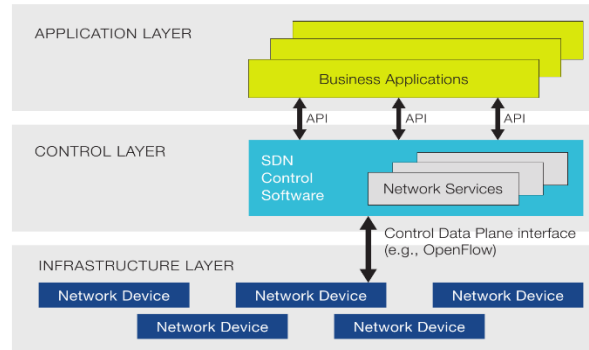 APPLICATION LAYER
Business Applications
API
API
API
CONTROL LAYER
SDN
Control
Software
Network Services
Control Data Plane interface
(e.g., OpenFlow)
INFRASTRUCTURE LAYER
Network Device
Network Device
Network Device
Network Device
Network Device